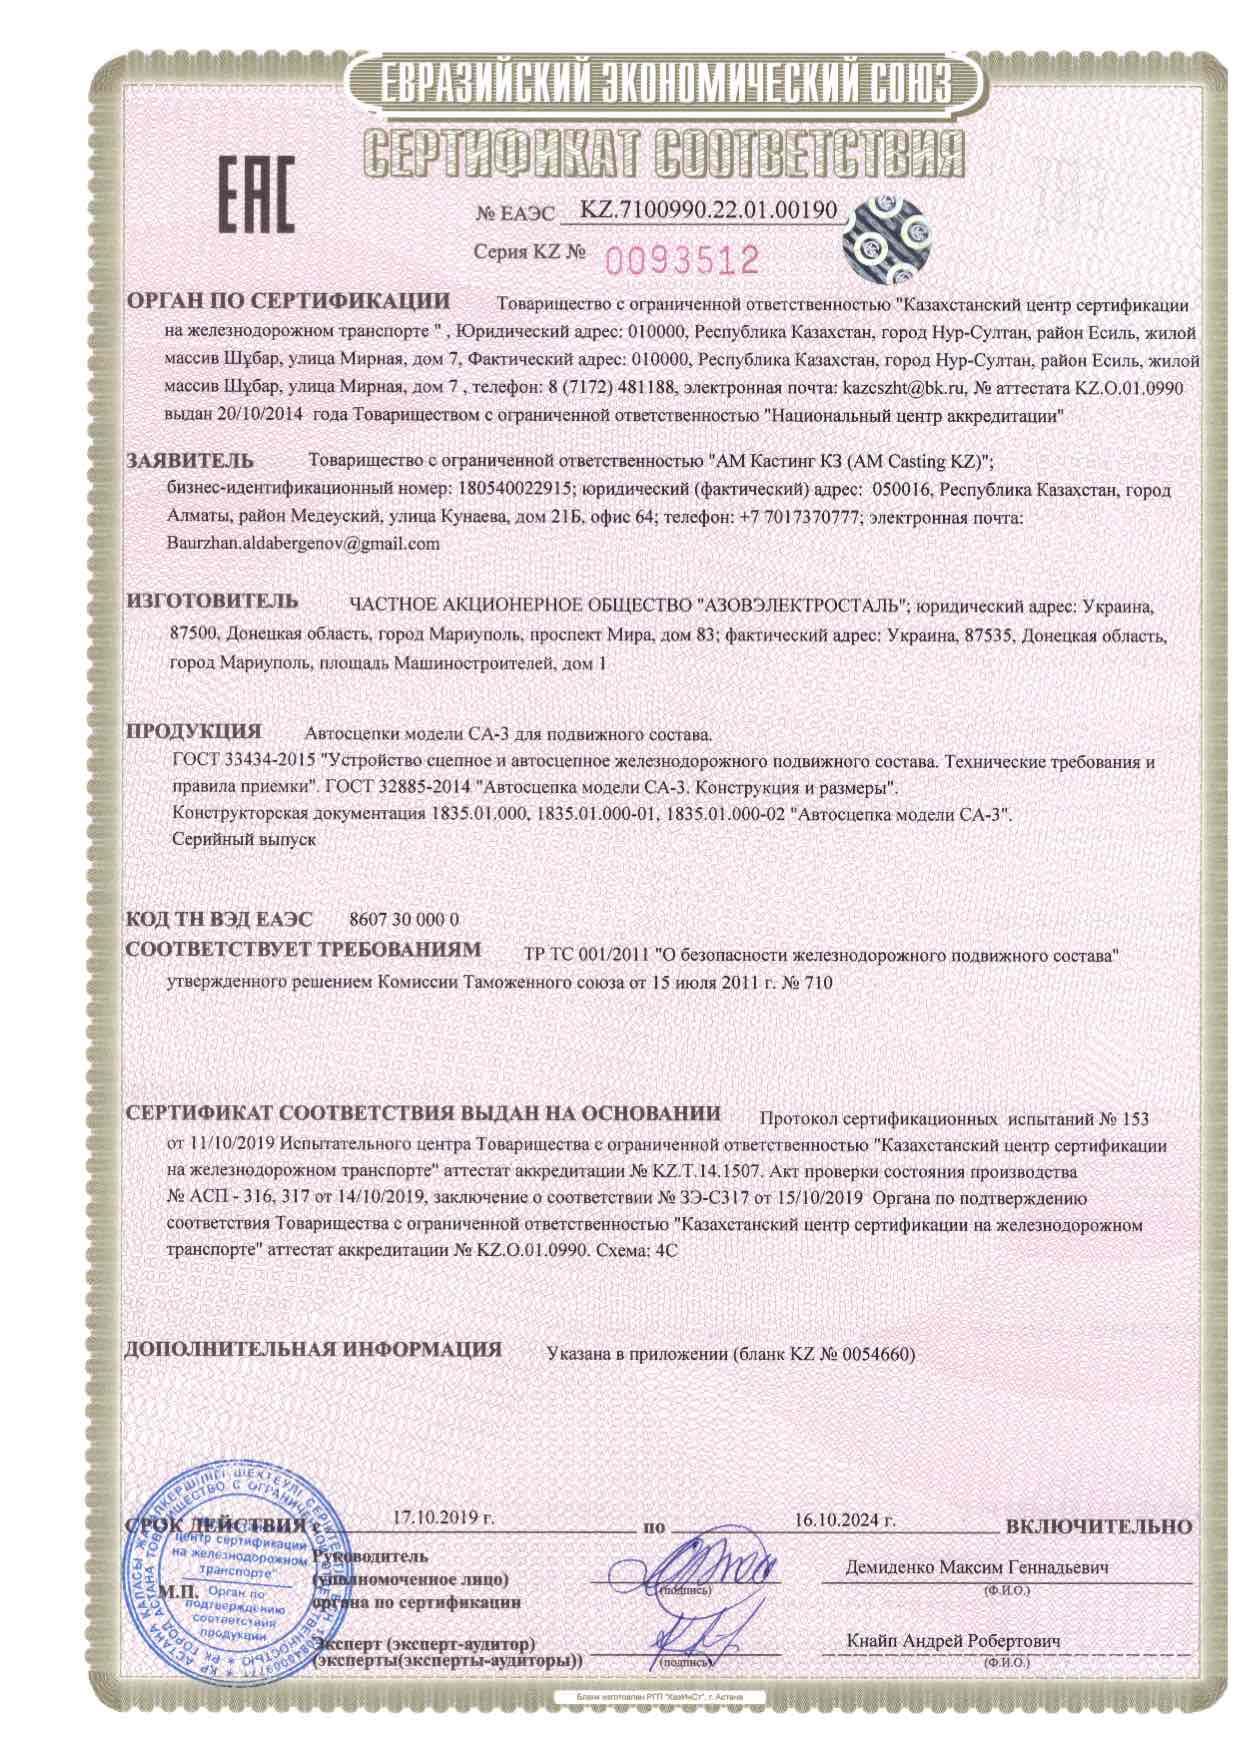 ЕВРАЗИЙСКИЙ ЭКОНОМИЧЕСКИЙ СОЮЗ
СЕРТИФИКАТ СООТВЕТСТВИЯ
ЕАС
№ ЕАЭС KZ.7100990.22.01.00190
Серия KZ № 0093512
ОРГАН ПО СЕРТИФИКАЦИИ Товарищество с ограниченной ответственностью "Казахстанский центр сертификации
на железнодорожном транспорте " , Юридический адрес: 010000, Республика Казахстан, город Нур-Султан, район Есиль, жилой
массив Шұбар, улица Мирная, дом 7, Фактический адрес: 010000, Республика Казахстан, город Нур-Султан, район Есиль, жилой
массив Шұбар, улица Мирная, дом 7 , телефон: 8 (7172) 481188, электронная почта: kazcszht@bk.ru, № аттестата KZ.O.01.0990
выдан 20/10/2014 года Товариществом с ограниченной ответственностью "Национальный центр аккредитации"
ЗАЯВИТЕЛЬ Товарищество с ограниченной ответственностью "АМ Кастинг КЗ (AM Casting KZ)";
бизнес-идентификационный номер: 180540022915; юридический (фактический) адрес: 050016, Республика Казахстан, город
Алматы, район Медеуский, улица Кунаева, дом 21Б, офис 64; телефон: +7 7017370777; электронная почта:
Baurzhan.aldabergenov@gmail.com
ИЗГОТОВИТЕЛЬ ЧАСТНОЕ АКЦИОНЕРНОЕ ОБЩЕСТВО "АЗОВЭЛЕКТРОСТАЛЬ"; юридический адрес: Украина,
87500, Донецкая область, город Мариуполь, проспект Мира, дом 83; фактический адрес: Украина, 87535, Донецкая область,
город Мариуполь, площадь Машиностроителей, дом 1
ПРОДУКЦИЯ Автосцепки модели СА-3 для подвижного состава.
ГОСТ 33434-2015 "Устройство сцепное и автосцепное железнодорожного подвижного состава. Технические требования и
правила приемки". ГОСТ 32885-2014 "Автосцепка модели СА-3. Конструкция и размеры".
Конструкторская документация 1835.01.000, 1835.01.000-01, 1835.01.000-02 "Автосцепка модели СА-3".
Серийный выпуск
КОД ТН ВЭД ЕАЭС 8607 30 000 0
СООТВЕТСТВУЕТ ТРЕБОВАНИЯМ ТР ТС 001/2011 "О безопасности железнодорожного подвижного состава"
утвержденного решением Комиссии Таможенного союза от 15 июля 2011 г. № 710
СЕРТИФИКАТ СООТВЕТСТВИЯ ВЫДАН НА ОСНОВАНИИ Протокол сертификационных испытаний № 153
от 11/10/2019 Испытательного центра Товарищества с ограниченной ответственностью "Казахстанский центр сертификации
на железнодорожном транспорте" аттестат аккредитации № KZ.T.14.1507. Акт проверки состояния производства
№ АСП - 316, 317 от 14/10/2019, заключение о соответствии № ЗЭ-С317 от 15/10/2019 Органа по подтверждению
соответствия Товарищества с ограниченной ответственностью "Казахстанский центр сертификации на железнодорожном
транспорте" аттестат аккредитации № KZ.O.01.0990. Схема: 4С
ДОПОЛНИТЕЛЬНАЯ ИНФОРМАЦИЯ Указана в приложении (бланк KZ № 0054660)
СРОК ДЕЙСТВИЯ с 17.10.2019 г. по 16.10.2024 г. ВКЛЮЧИТЕЛЬНО
центр сертификации
на железнодорожном
транспорте"
Орган по
подтверждению
соответствия
продукции
М.П.
Руководитель
(уполномоченное лицо)
органа по сертификации
(подпись)
Демиденко Максим Геннадьевич
(Ф.И.О.)
Эксперт (эксперт-аудитор)
(эксперты(эксперты-аудиторы))
(подпись)
Кнайп Андрей Робертович
(Ф.И.О.)
Бланк изготовлен РГП "КазИнСт", г. Астана